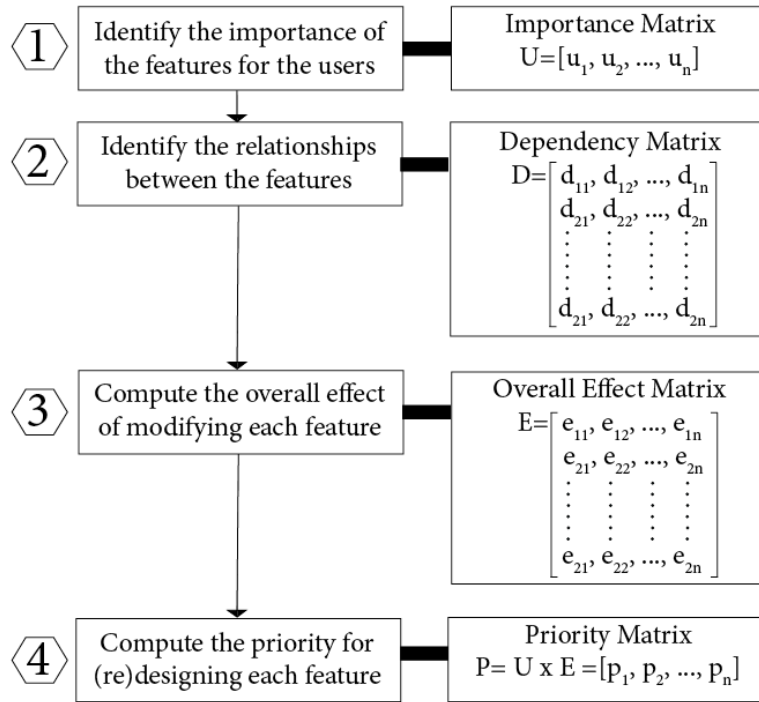 1
Identify the importance of
the features for the users
Importance Matrix
U=[u₁, u₂, ..., uₙ]
2
Identify the relationships
between the features
Dependency Matrix
D=[d₁₁, d₁₂, ..., d₁ₙ
d₂₁, d₂₂, ..., d₂ₙ
⋮ ⋮ ⋮ ⋮
d₂₁, d₂₂, ..., d₂ₙ]
3
Compute the overall effect
of modifying each feature
Overall Effect Matrix
E=[e₁₁, e₁₂, ..., e₁ₙ
e₂₁, e₂₂, ..., e₂ₙ
⋮ ⋮ ⋮ ⋮
e₂₁, e₂₂, ..., e₂ₙ]
4
Compute the priority for
(re)designing each feature
Priority Matrix
P= U x E =[p₁, p₂, ..., pₙ]